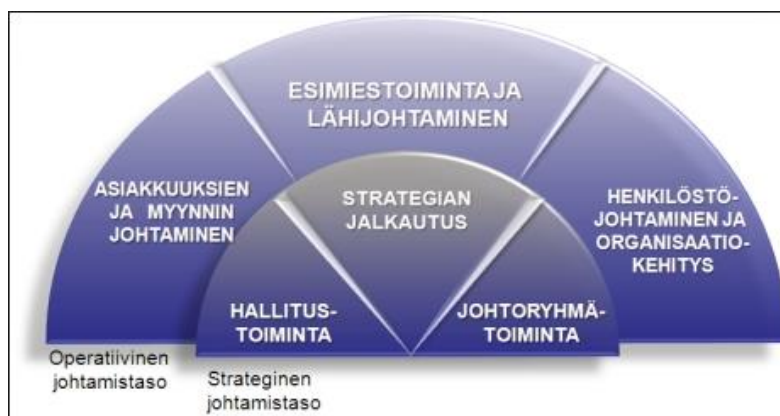 ESIMIESTOIMINTA JA
LÄHIJOHTAMINEN
ASIAKKUUKSIEN
JA MYYNNIN
JOHTAMINEN
STRATEGIAN
JALKAUTUS
HENKILÖSTÖ-
JOHTAMINEN JA
ORGANISAATIO-
KEHITYS
HALLITUS-
TOIMINTA
JOHTORYHMÄ-
TOIMINTA
Operatiivinen
johtamistaso
Strateginen
johtamistaso